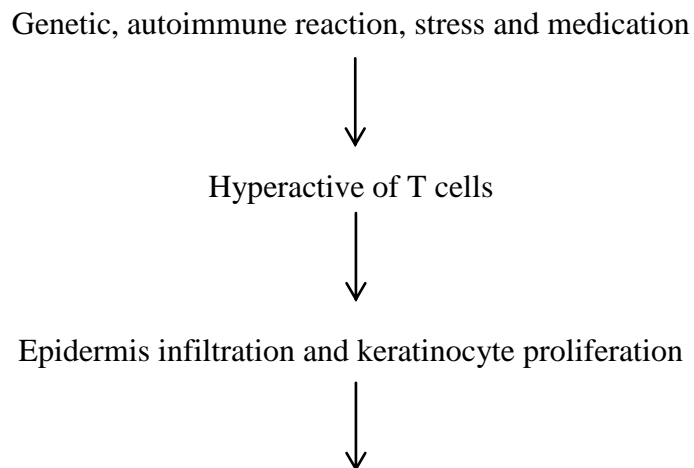 Genetic, autoimmune reaction, stress and medication
Hyperactive of T cells
Epidermis infiltration and keratinocyte proliferation